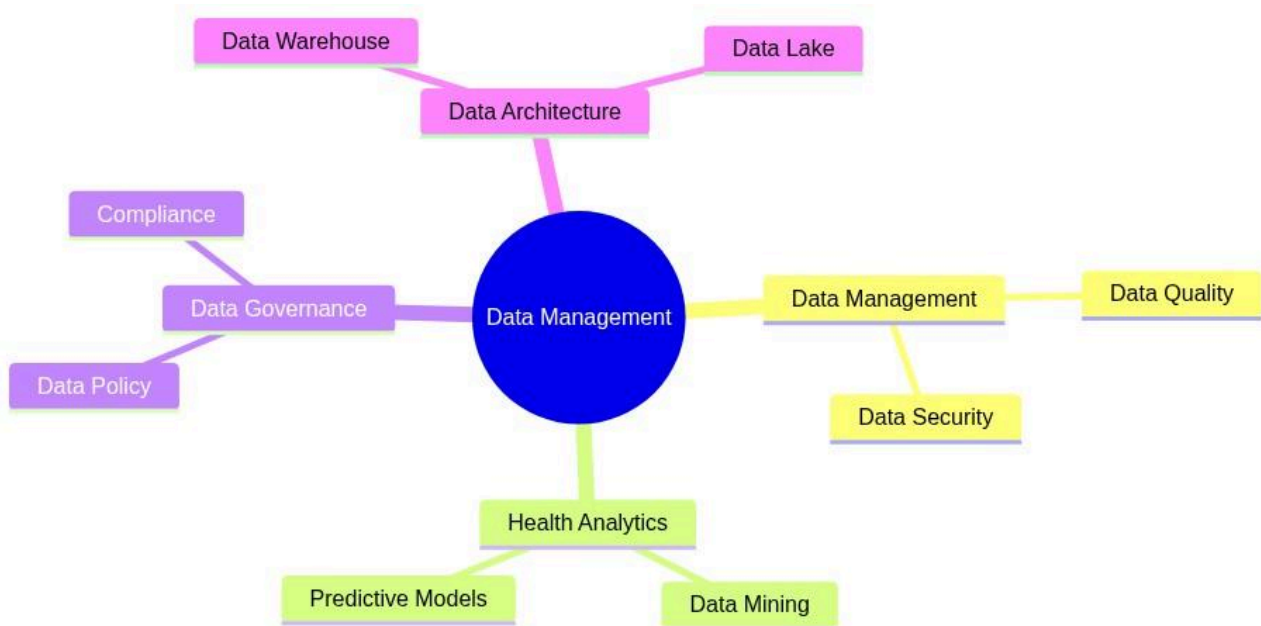 Data Warehouse
Data Lake
Data Architecture
Compliance
Data Governance
Data Policy
Data Management
Data Management
Data Quality
Data Security
Health Analytics
Predictive Models
Data Mining